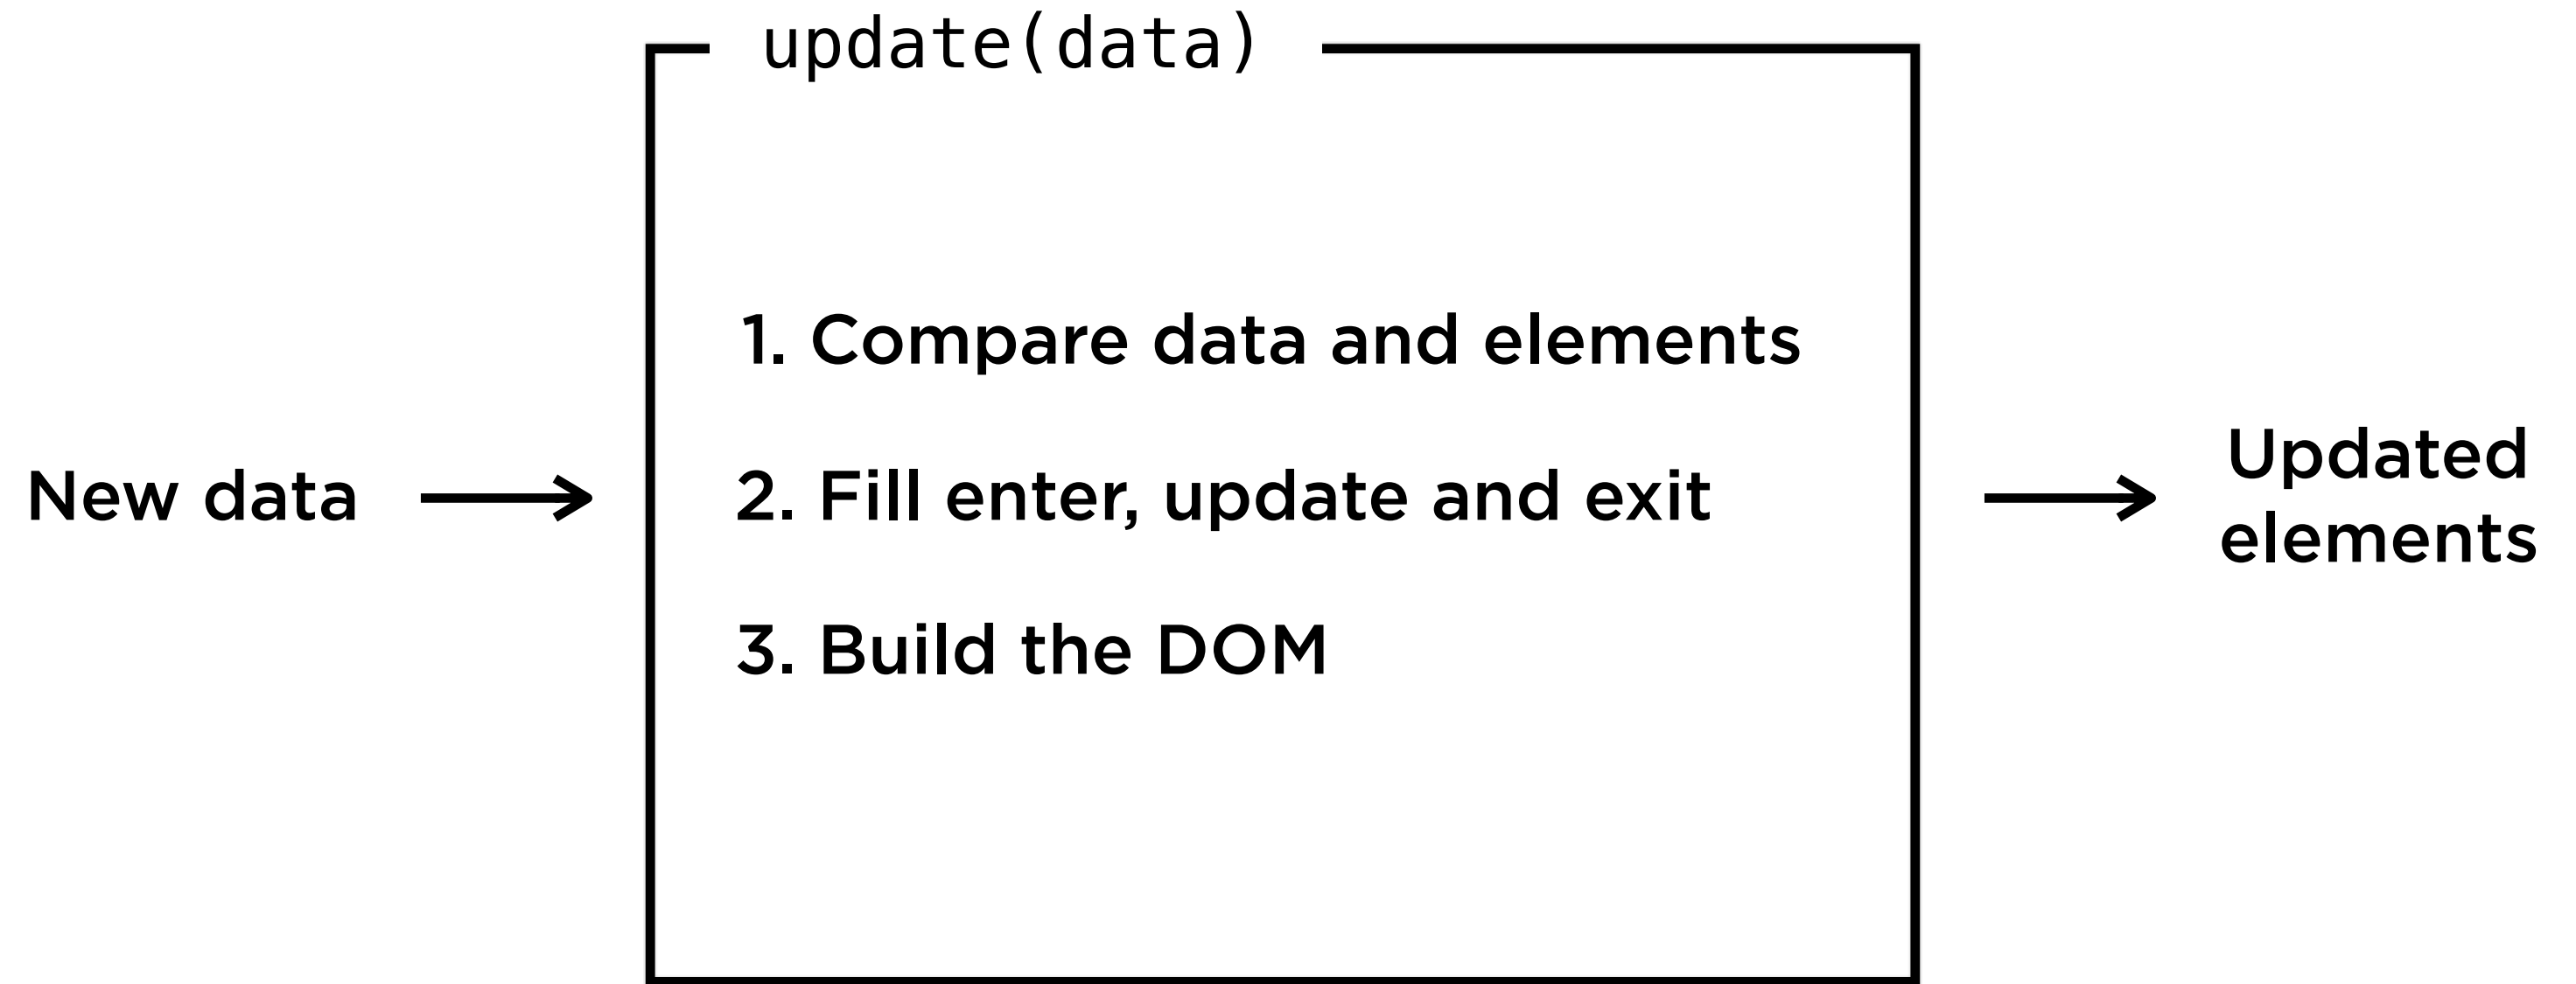 update(data)
1. Compare data and elements
New data
2. Fill enter, update and exit
3. Build the DOM
Updated
elements